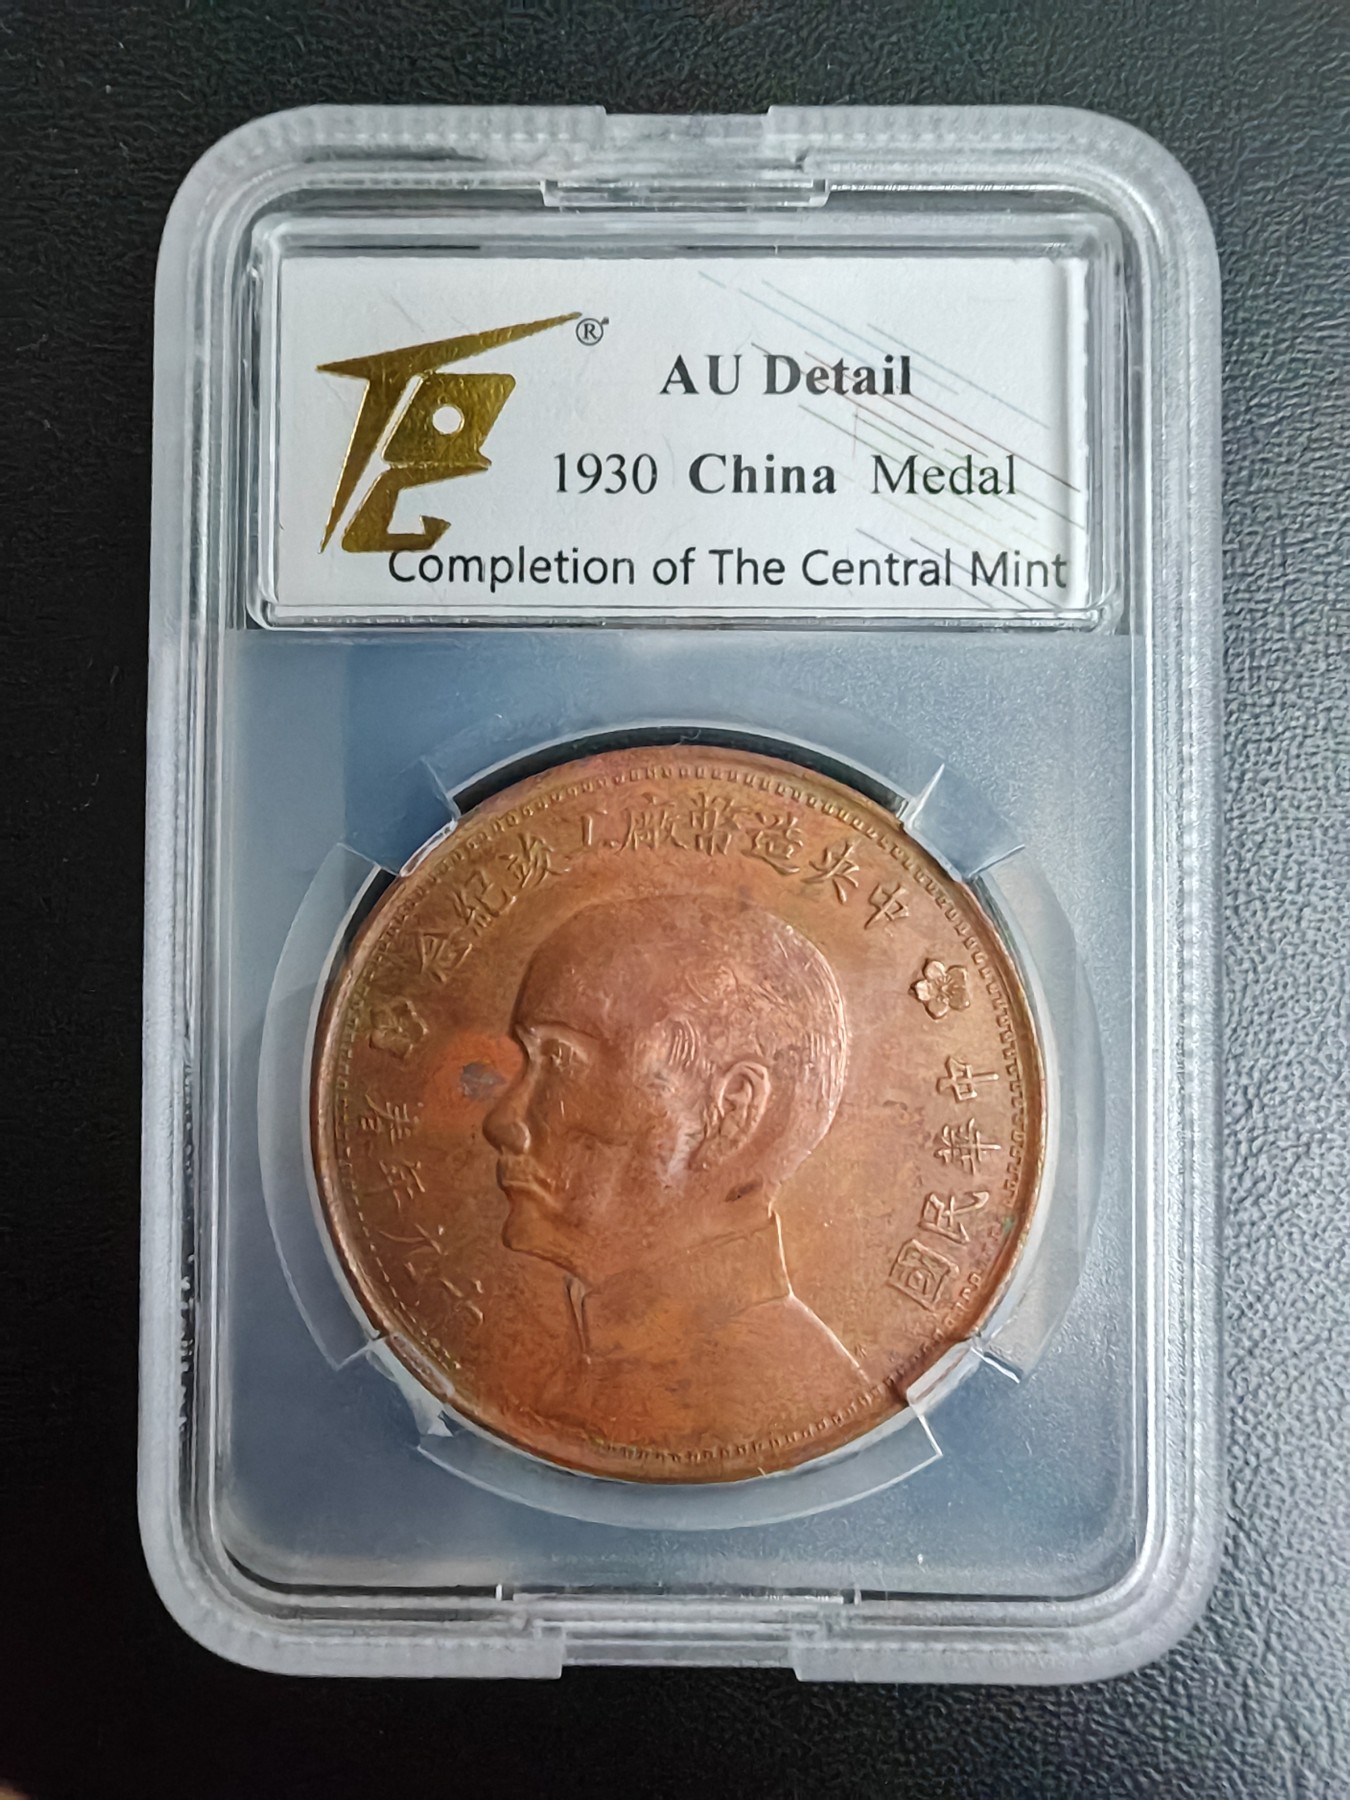 ®
AU Detail
1930 China Medal
Completion of The Central Mint
中央造幣廠工竣紀念
中華民國